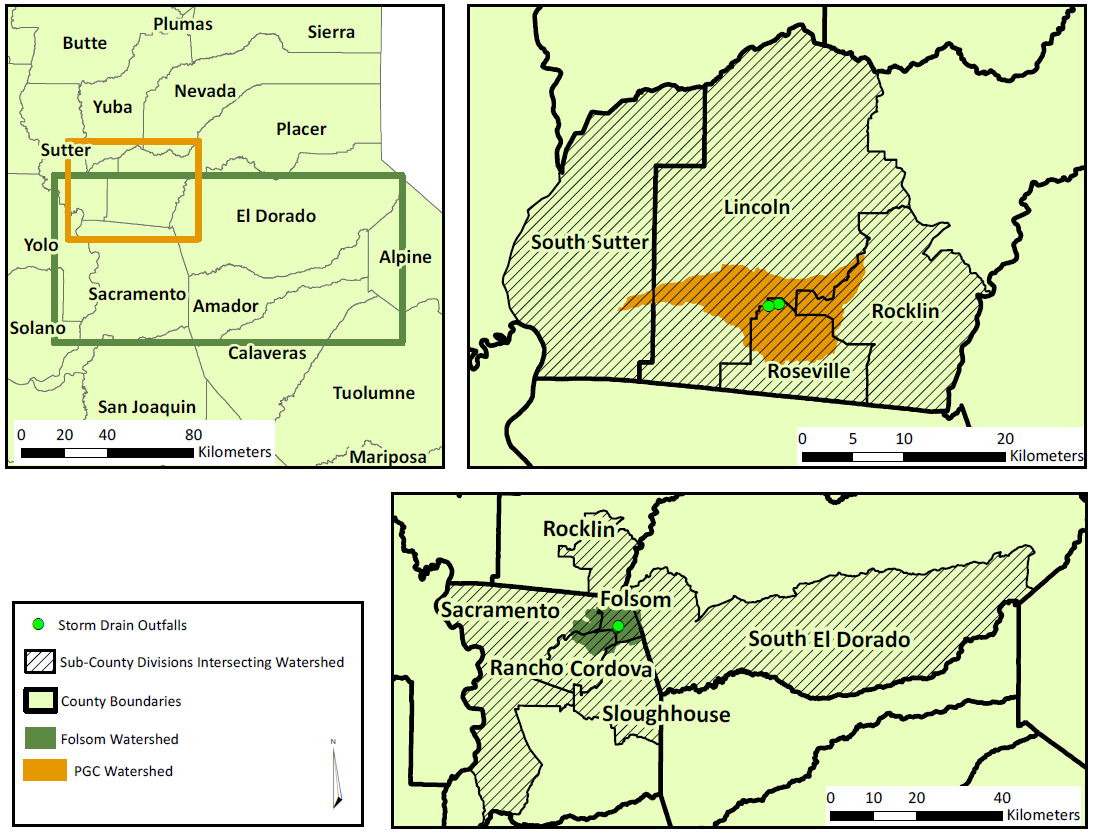 Plumas
Sierra
Butte
Nevada
Yuba
Placer
Sutter
El Dorado
Yolo
Alpine
Sacramento
Amador
Solano
Calaveras
Tuolumne
San Joaquin
0 20 40 80
Kilometers
Mariposa
Lincoln
South Sutter
Rocklin
Roseville
0 5 10 20
Kilometers
Rocklin
Folsom
Sacramento
South El Dorado
Rancho Cordova
Sloughhouse
0 10 20 40
Kilometers
Storm Drain Outfalls
Sub-County Divisions Intersecting Watershed
County Boundaries
Folsom Watershed
PGC Watershed
N